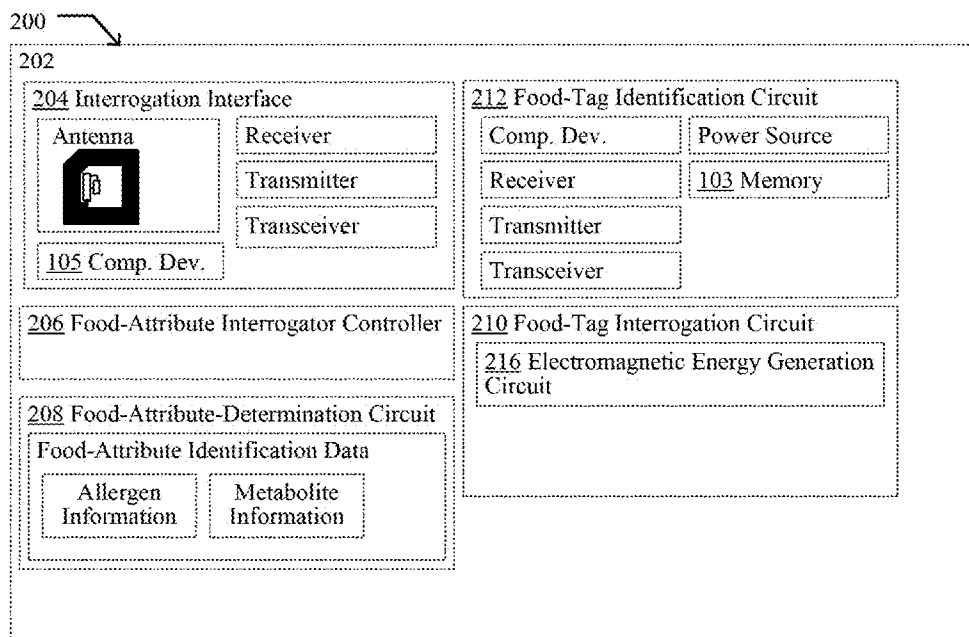 200
202
204 Interrogation Interface
Antenna
Receiver
Transmitter
Transceiver
105 Comp. Dev.
212 Food-Tag Identification Circuit
Comp. Dev.
Power Source
Receiver
103 Memory
Transmitter
Transceiver
206 Food-Attribute Interrogator Controller
210 Food-Tag Interrogation Circuit
216 Electromagnetic Energy Generation
Circuit
208 Food-Attribute-Determination Circuit
Food-Attribute Identification Data
Allergen
Information
Metabolite
Information